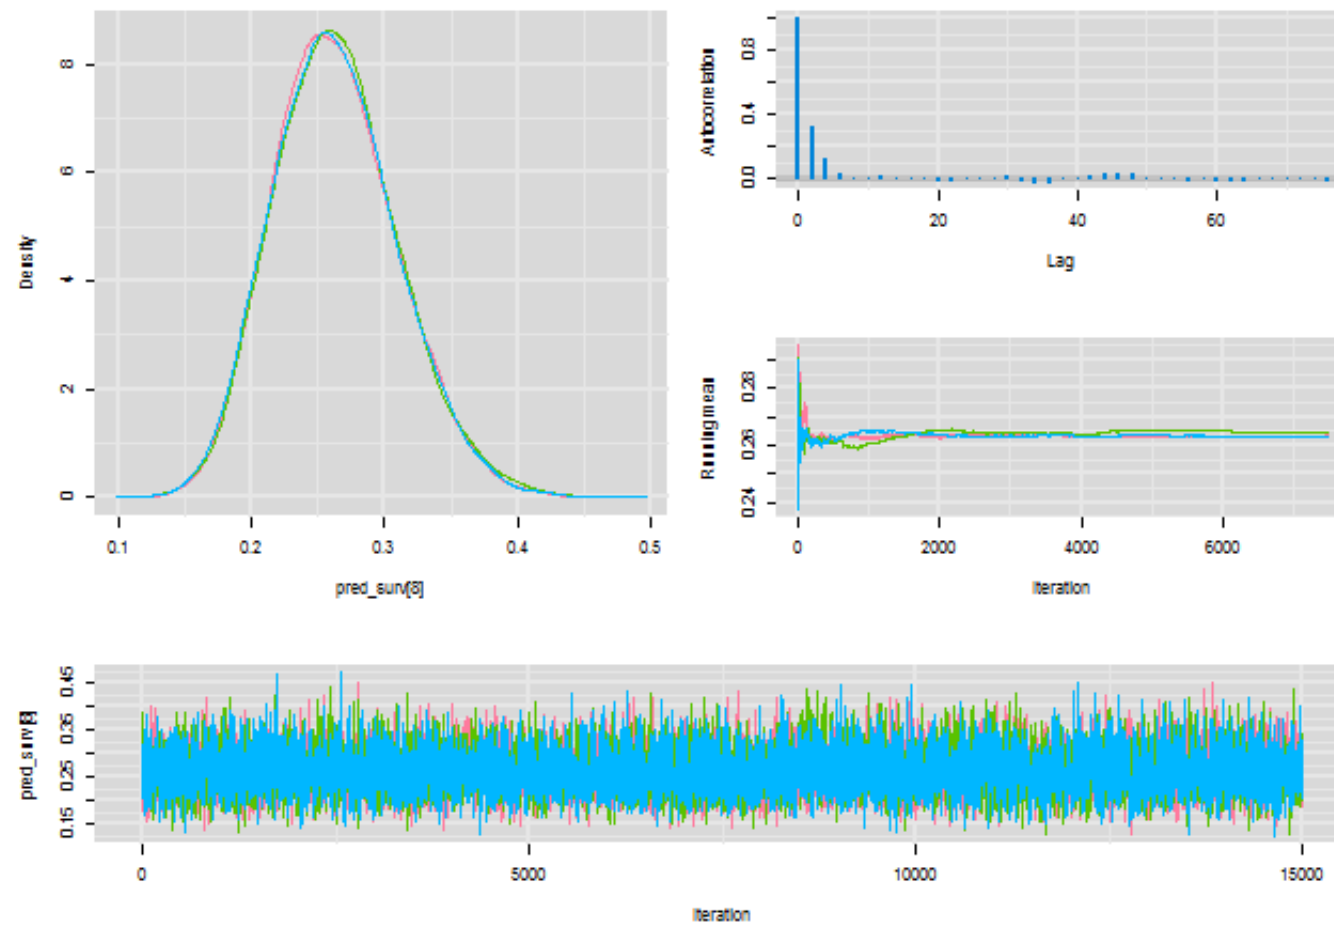 Density
8
6
4
2
0
0.1 0.2 0.3 0.4 0.5
pred_surv[8]
Autocorrelation
0.8
0.4
0.0
0 20 40 60
Lag
Running mean
0.28
0.26
0.24
0 2000 4000 6000
Iteration
pred_surv[8]
0.45
0.35
0.25
0.15
0 5000 10000 15000
Iteration